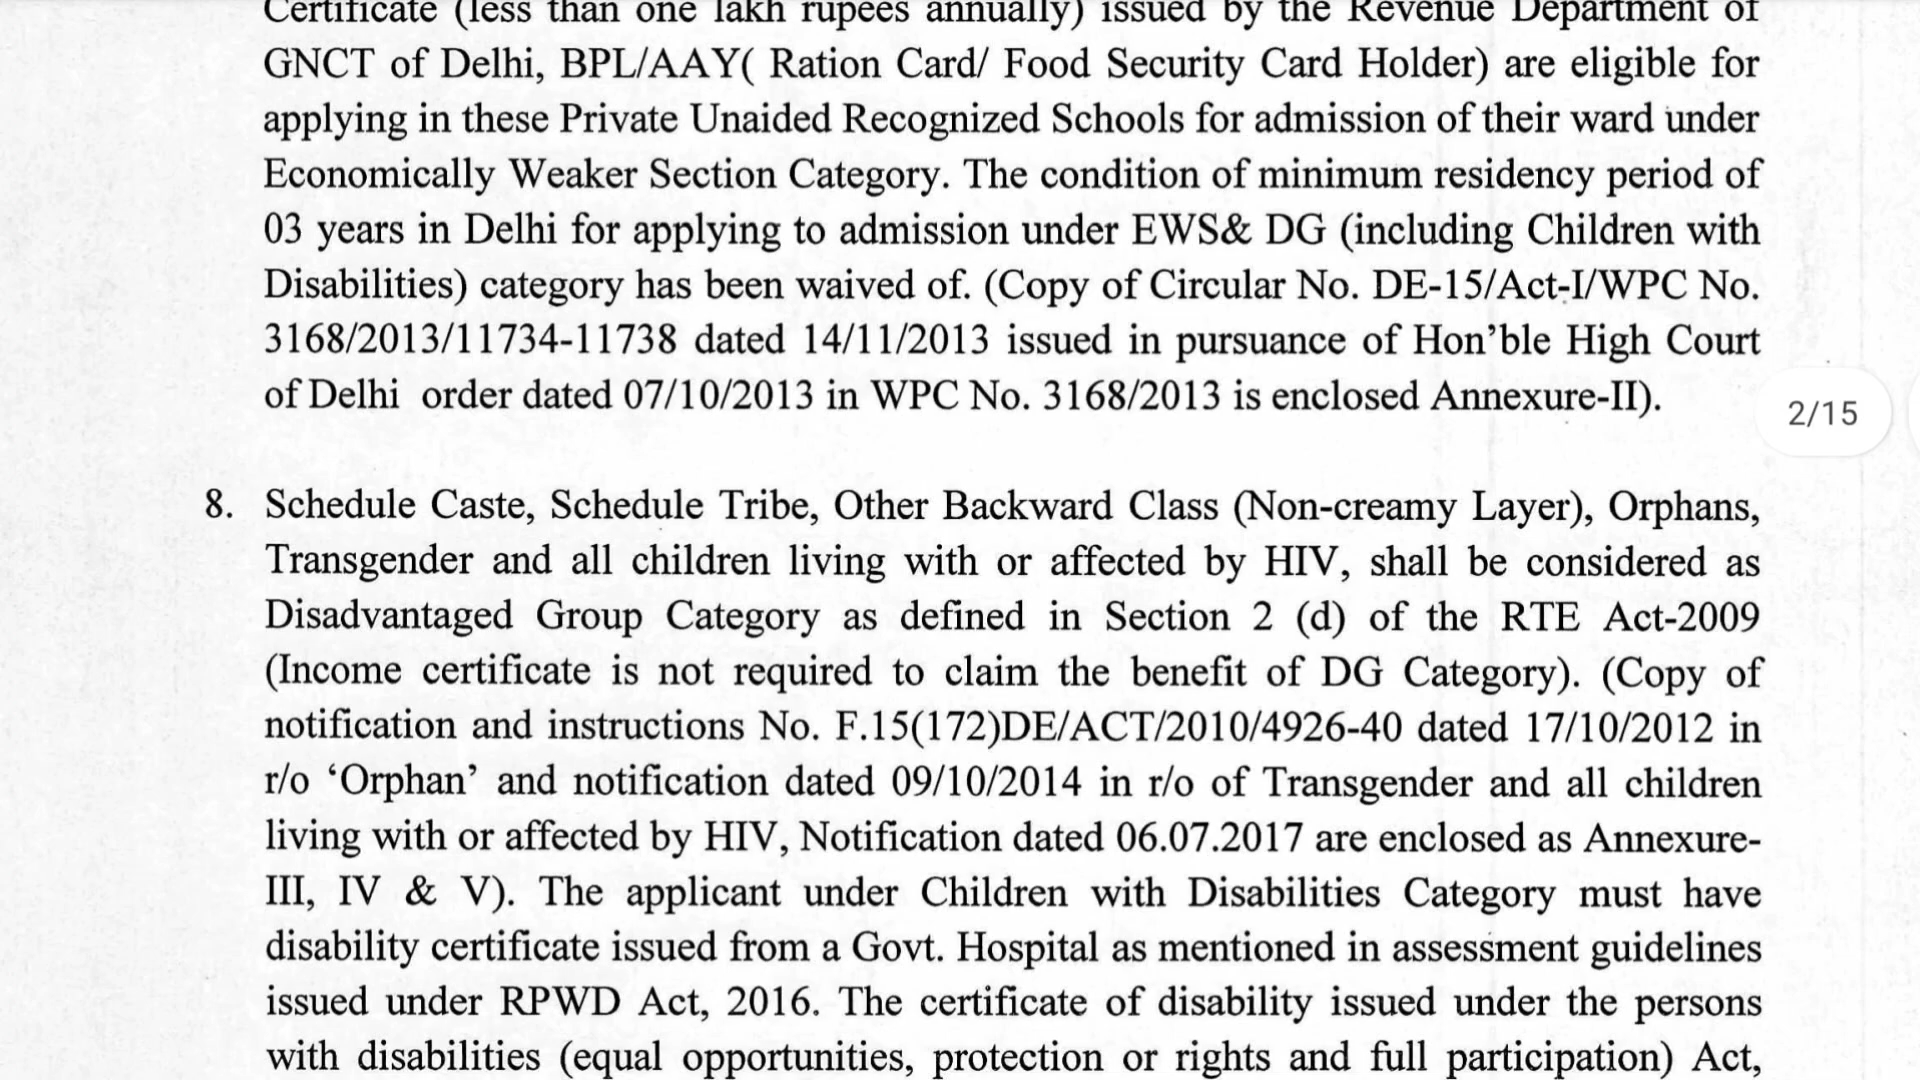 Certificate (less than one lakh rupees annually) issued by the Revenue Department of
GNCT of Delhi, BPL/AAY( Ration Card/ Food Security Card Holder) are eligible for
applying in these Private Unaided Recognized Schools for admission of their ward under
Economically Weaker Section Category. The condition of minimum residency period of
03 years in Delhi for applying to admission under EWS& DG (including Children with
Disabilities) category has been waived of. (Copy of Circular No. DE-15/Act-I/WPC No.
3168/2013/11734-11738 dated 14/11/2013 issued in pursuance of Hon’ble High Court
of Delhi order dated 07/10/2013 in WPC No. 3168/2013 is enclosed Annexure-II).
2/15
8. Schedule Caste, Schedule Tribe, Other Backward Class (Non-creamy Layer), Orphans,
Transgender and all children living with or affected by HIV, shall be considered as
Disadvantaged Group Category as defined in Section 2 (d) of the RTE Act-2009
(Income certificate is not required to claim the benefit of DG Category). (Copy of
notification and instructions No. F.15(172)DE/ACT/2010/4926-40 dated 17/10/2012 in
r/o ‘Orphan’ and notification dated 09/10/2014 in r/o of Transgender and all children
living with or affected by HIV, Notification dated 06.07.2017 are enclosed as Annexure-
III, IV & V). The applicant under Children with Disabilities Category must have
disability certificate issued from a Govt. Hospital as mentioned in assessment guidelines
issued under RPWD Act, 2016. The certificate of disability issued under the persons
with disabilities (equal opportunities, protection or rights and full participation) Act,